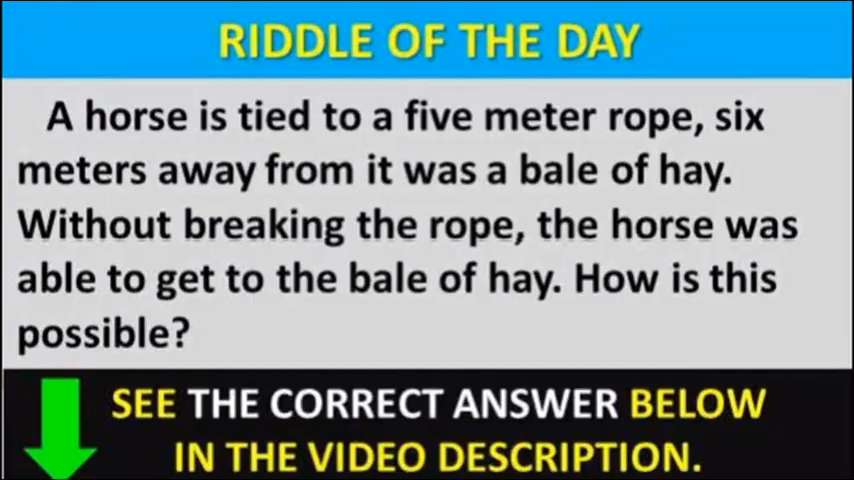 RIDDLE OF THE DAY
A horse is tied to a five meter rope, six
meters away from it was a bale of hay.
Without breaking the rope, the horse was
able to get to the bale of hay. How is this
possible?
SEE THE CORRECT ANSWER BELOW
IN THE VIDEO DESCRIPTION.